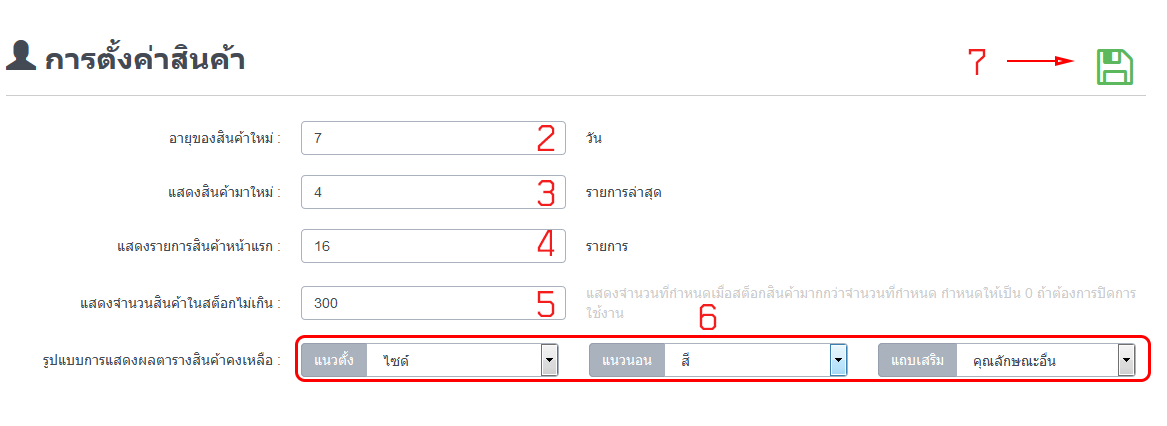 การตั้งค่าสินค้า 7
อายุของสินค้าใหม่ : 7 2 วัน
แสดงสินค้ามาใหม่ : 4 3 รายการล่าสุด
แสดงรายการสินค้าหน้าแรก : 16 4 รายการ
แสดงจำนวนสินค้าในสต็อกไม่เกิน : 300 5 แสดงจำนวนที่กำหนดเมื่อสต็อกสินค้ามากกว่าจำนวนที่กำหนด กำหนดให้เป็น 0 ถ้าต้องการปิดการ
ใช้งาน 6
รูปแบบการแสดงผลตารางสินค้าคงเหลือ : แนวตั้ง ไซต์ แนวนอน สี แถบเสริม คุณลักษณะอื่น